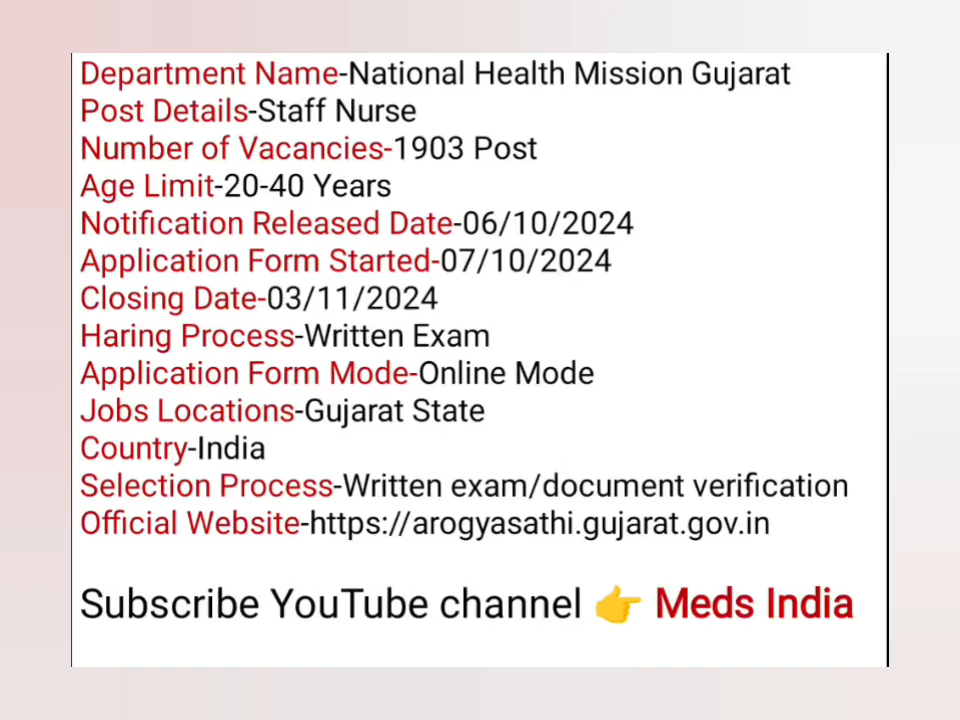 Department Name-National Health Mission Gujarat
Post Details-Staff Nurse
Number of Vacancies-1903 Post
Age Limit-20-40 Years
Notification Released Date-06/10/2024
Application Form Started-07/10/2024
Closing Date-03/11/2024
Haring Process-Written Exam
Application Form Mode-Online Mode
Jobs Locations-Gujarat State
Country-India
Selection Process-Written exam/document verification
Official Website-https://arogyasathi.gujarat.gov.in
Subscribe YouTube channel 👉 Meds India